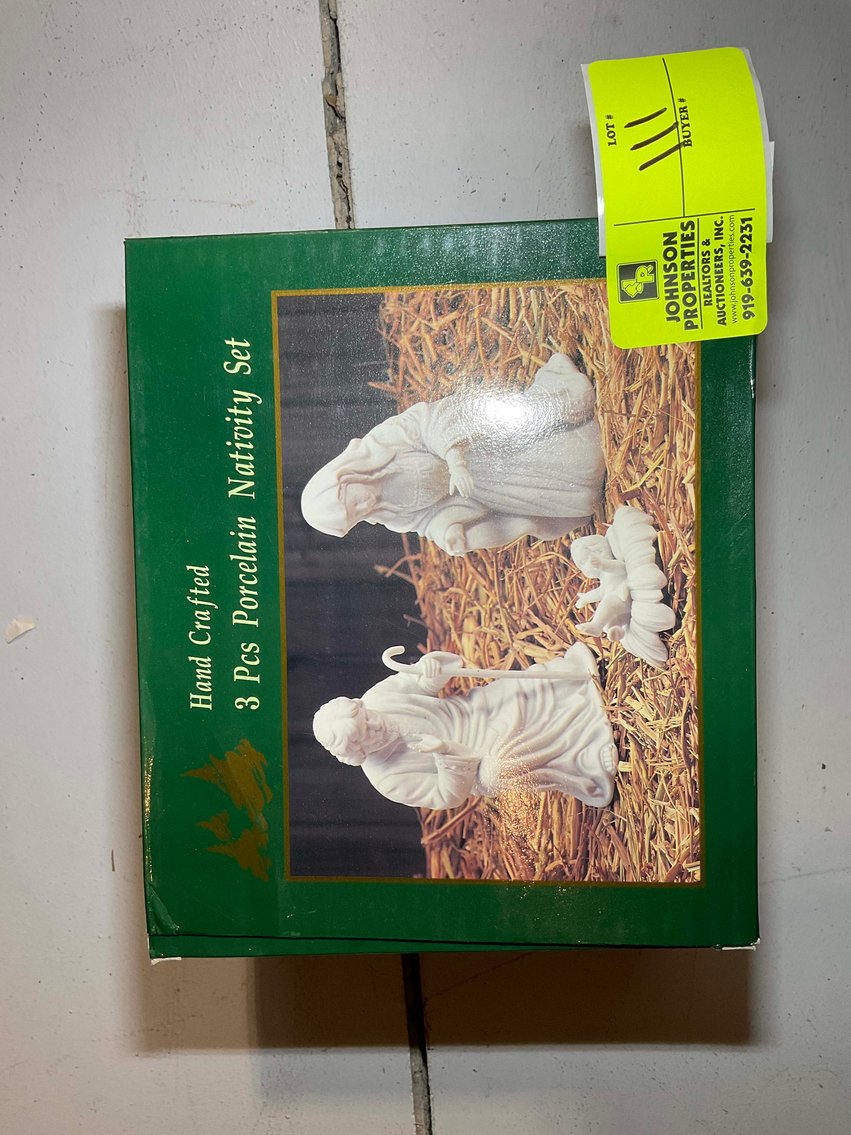 Hand Crafted
3 Pcs Porcelain Nativity Set
LOT #
111
BUYER #
JOHNSON
PROPERTIES
REALTORS &
AUCTIONEERS, INC.
www.johnsonproperties.com
919-639-2231